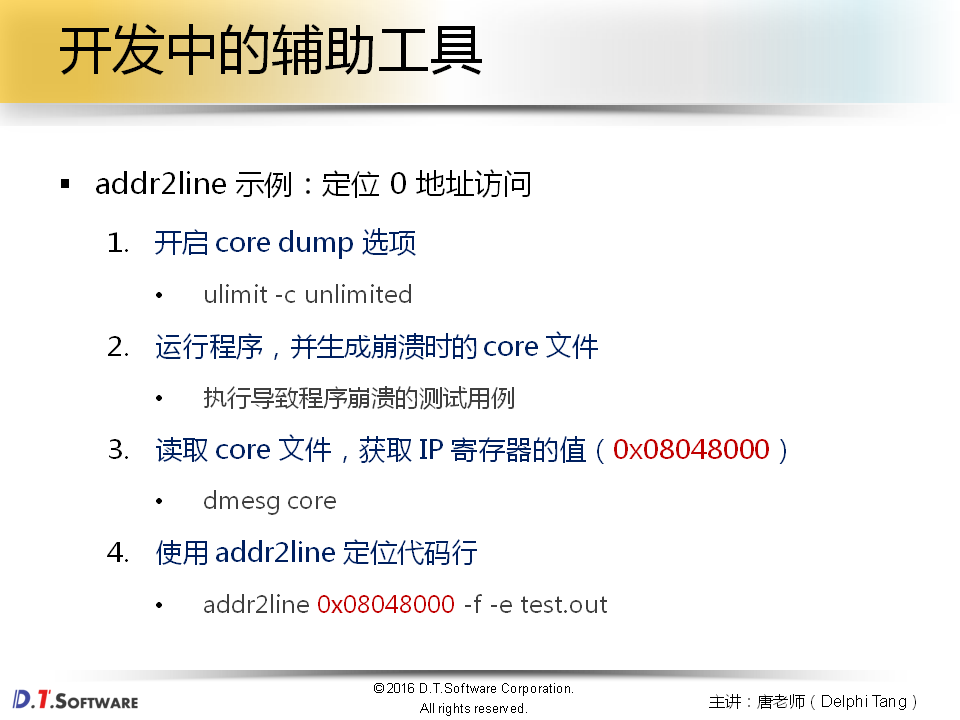 开发中的辅助工具
▪ addr2line 示例：定位 0 地址访问
1. 开启 core dump 选项
• ulimit -c unlimited
2. 运行程序，并生成崩溃时的 core 文件
• 执行导致程序崩溃的测试用例
3. 读取 core 文件，获取 IP 寄存器的值（0x08048000）
• dmesg core
4. 使用 addr2line 定位代码行
• addr2line 0x08048000 -f -e test.out
D.T.SOFTWARE
©2016 D.T.Software Corporation.
All rights reserved.
主讲：唐老师（Delphi Tang）